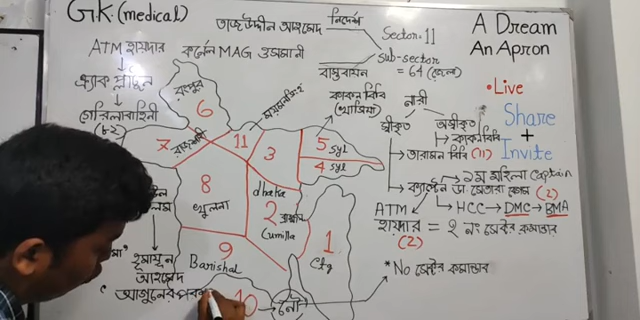 GK (medical)
তাজউদ্দীন আহমেদ
নির্দেশ
Sector-11
Sub-sector
= 64 (জেলা)
A Dream
An Apron
• Live
Share
+
Invite
ATM হায়দার
কর্নেল MAG ওসমানী
ক্র্যাক প্লাটুন
গেরিলাবাহিনী
রংপুর
6
7
রাজশাহী
11
3
5 Syl
4 Syl
8
খুলনা
dhaka
2
Cumilla
1
Ctg
9
Barishal
10
নৌ
কাকন বিবি
(খাসিয়া)
নারী
স্বীকৃত
অস্বীকৃত
কাকন বিবি
তারামন বিবি (11)
১ম মহিলা Captain
ক্যাপ্টেন ডা. সেতারা বেগম (2)
HCC → DMC → BMA
ATM
হায়দার = ২ নং সেক্টর কমান্ডার
(2)
* No সেক্টর কমান্ডার
হুমায়ূন
আহমেদ
আগুনের পরশ